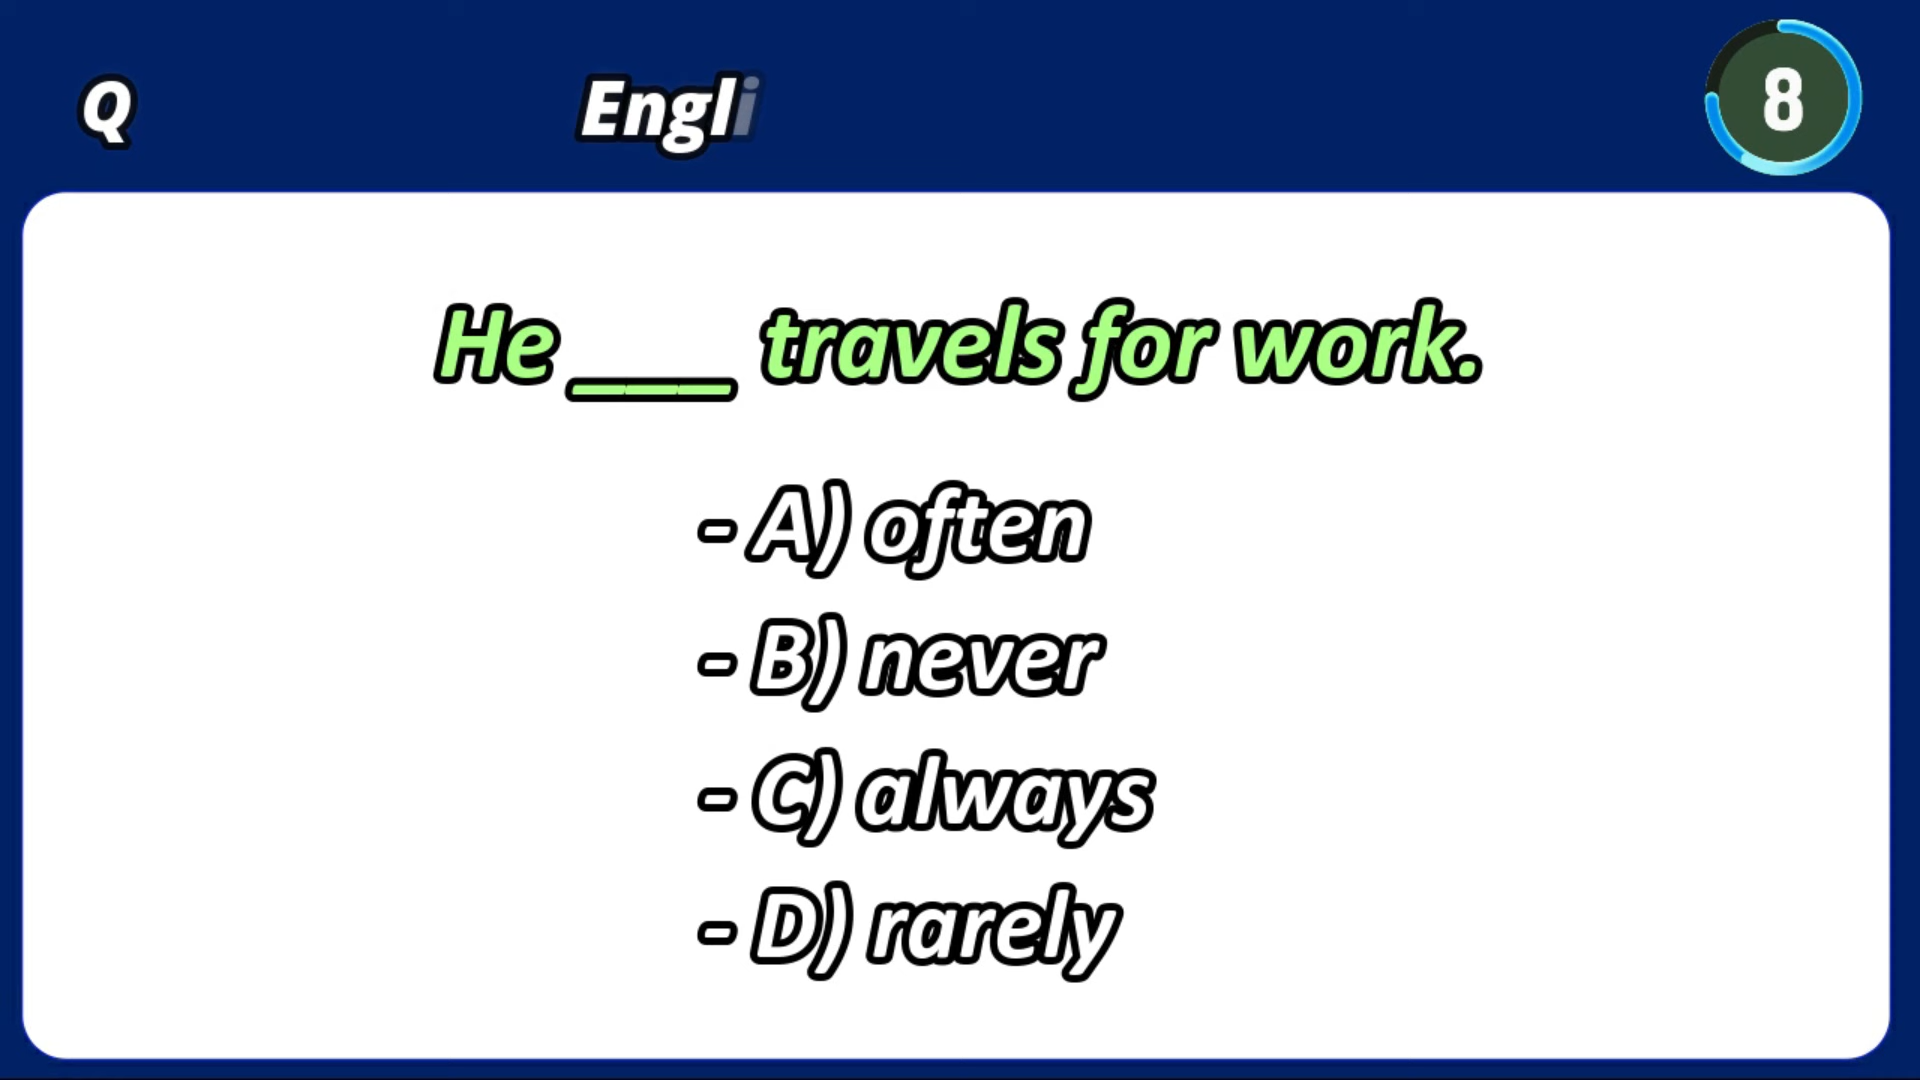 Q
Engli
8
He ___ travels for work.
- A) often
- B) never
- C) always
- D) rarely